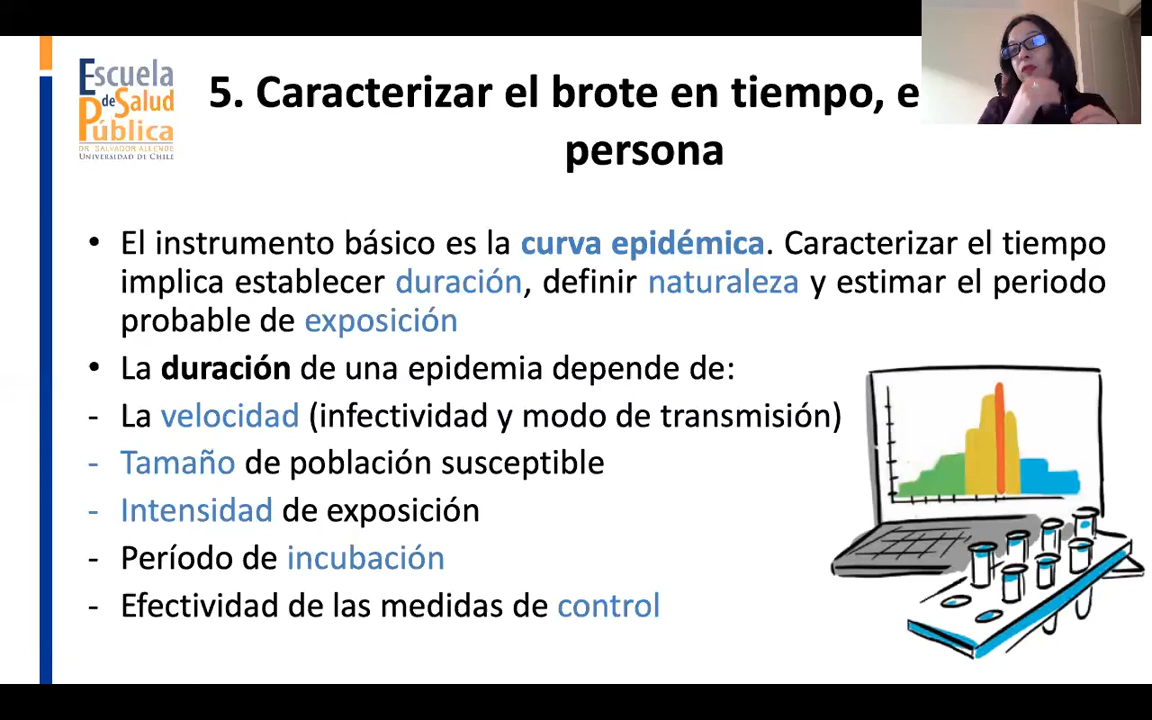 Escuela
de Salud
Pública
DR. SALVADOR ALLENDE
UNIVERSIDAD DE CHILE
5. Caracterizar el brote en tiempo, e
persona
• El instrumento básico es la curva epidémica. Caracterizar el tiempo
implica establecer duración, definir naturaleza y estimar el periodo
probable de exposición
• La duración de una epidemia depende de:
- La velocidad (infectividad y modo de transmisión)
- Tamaño de población susceptible
- Intensidad de exposición
- Período de incubación
- Efectividad de las medidas de control